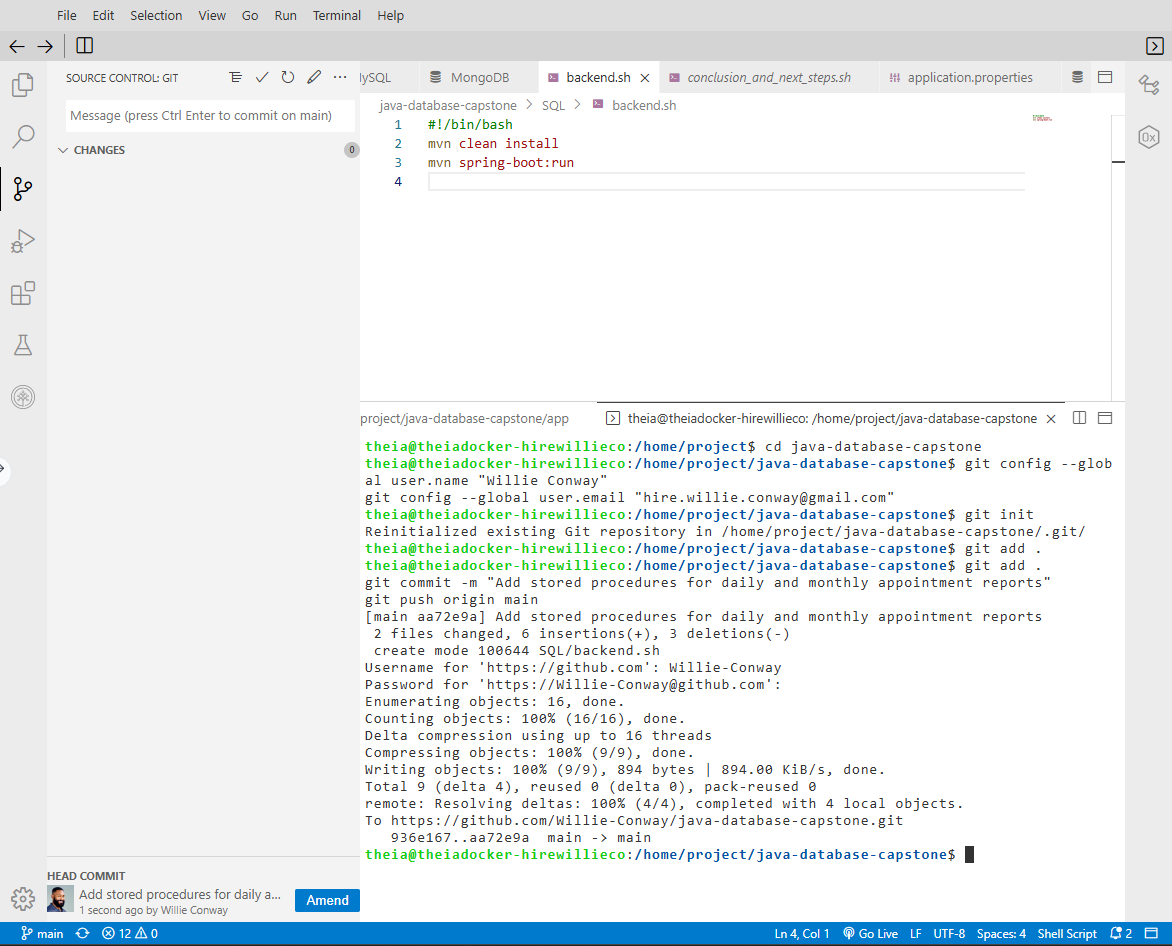 File Edit Selection View Go Run Terminal Help
SOURCE CONTROL: GIT
Message (press Ctrl Enter to commit on main)
CHANGES
0
MySQL MongoDB backend.sh conclusion_and_next_steps.sh application.properties
java-database-capstone > SQL > backend.sh
1 #!/bin/bash
2 mvn clean install
3 mvn spring-boot:run
4
project/java-database-capstone/app theia@theiadocker-hirewillieco: /home/project/java-database-capstone
theia@theiadocker-hirewillieco:/home/project$ cd java-database-capstone
theia@theiadocker-hirewillieco:/home/project/java-database-capstone$ git config --glob
al user.name "Willie Conway"
git config --global user.email "hire.willie.conway@gmail.com"
theia@theiadocker-hirewillieco:/home/project/java-database-capstone$ git init
Reinitialized existing Git repository in /home/project/java-database-capstone/.git/
theia@theiadocker-hirewillieco:/home/project/java-database-capstone$ git add .
theia@theiadocker-hirewillieco:/home/project/java-database-capstone$ git add .
git commit -m "Add stored procedures for daily and monthly appointment reports"
git push origin main
[main aa72e9a] Add stored procedures for daily and monthly appointment reports
 2 files changed, 6 insertions(+), 3 deletions(-)
 create mode 100644 SQL/backend.sh
Username for 'https://github.com': Willie-Conway
Password for 'https://Willie-Conway@github.com':
Enumerating objects: 16, done.
Counting objects: 100% (16/16), done.
Delta compression using up to 16 threads
Compressing objects: 100% (9/9), done.
Writing objects: 100% (9/9), 894 bytes | 894.00 KiB/s, done.
Total 9 (delta 4), reused 0 (delta 0), pack-reused 0
remote: Resolving deltas: 100% (4/4), completed with 4 local objects.
To https://github.com/Willie-Conway/java-database-capstone.git
   936e167..aa72e9a  main -> main
theia@theiadocker-hirewillieco:/home/project/java-database-capstone$
HEAD COMMIT
Add stored procedures for daily a...
1 second ago by Willie Conway
Amend
0x
main 12 0 Ln 4, Col 1 Go Live LF UTF-8 Spaces: 4 Shell Script 2